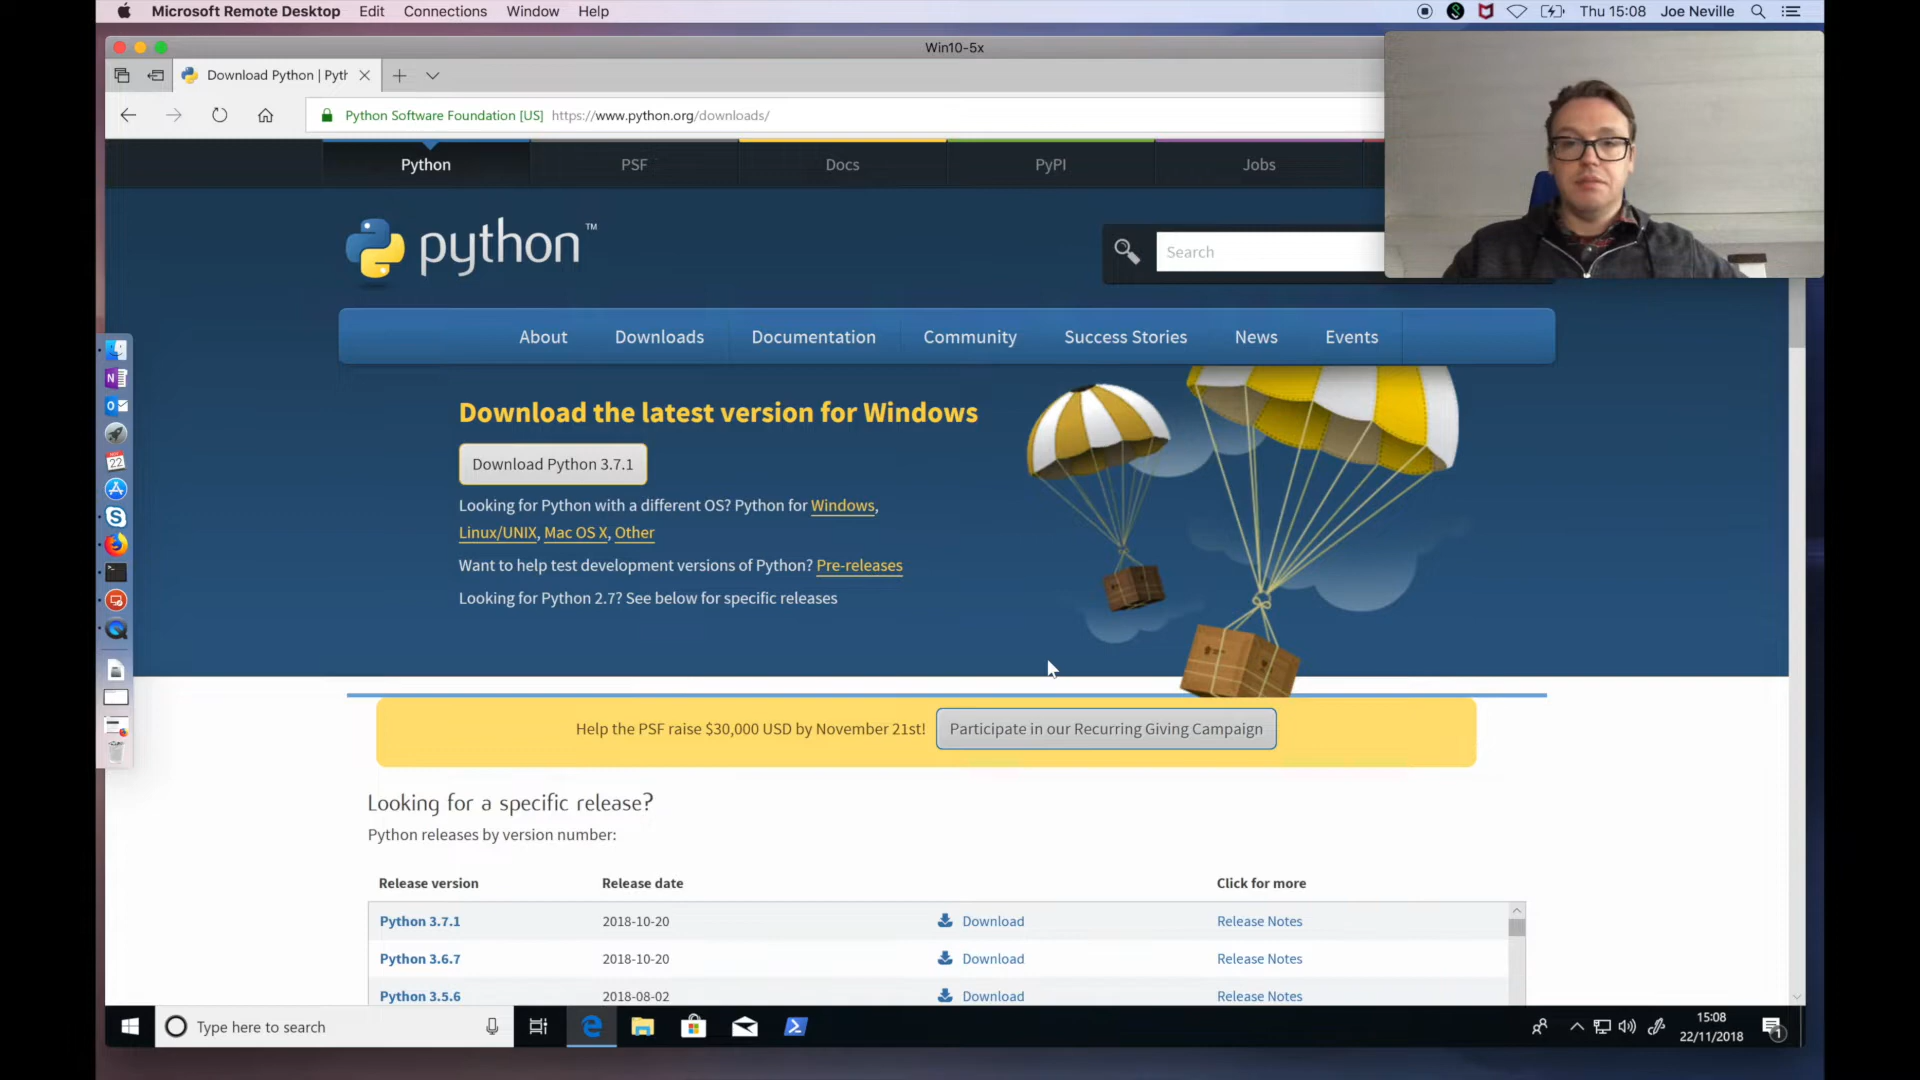 Microsoft Remote Desktop Edit Connections Window Help
Thu 15:08 Joe Neville
Win10-5x
Download Python | Pyth
Python Software Foundation [US] https://www.python.org/downloads/
Python PSF Docs PyPI Jobs
python™
Search
About Downloads Documentation Community Success Stories News Events
Download the latest version for Windows
Download Python 3.7.1
Looking for Python with a different OS? Python for Windows,
Linux/UNIX, Mac OS X, Other
Want to help test development versions of Python? Pre-releases
Looking for Python 2.7? See below for specific releases
Help the PSF raise $30,000 USD by November 21st! Participate in our Recurring Giving Campaign
Looking for a specific release?
Python releases by version number:
Release version Release date Click for more
Python 3.7.1 2018-10-20 Download Release Notes
Python 3.6.7 2018-10-20 Download Release Notes
Python 3.5.6 2018-08-02 Download Release Notes
Type here to search
15:08
22/11/2018
1
22